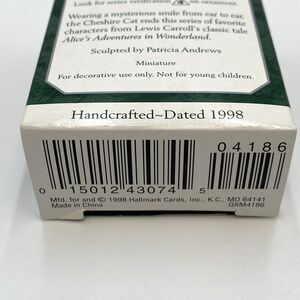 Look for series verification 4 on ornament.
Wearing a mysterious smile from ear to ear,
the Cheshire Cat ends this series of favorite
characters from Lewis Carroll's classic tale
Alice's Adventures in Wonderland.
Sculpted by Patricia Andrews
Miniature
For decorative use only. Not for young children.
Handcrafted~Dated 1998
04186
0 15012 43074 5
Mfd. for and © 1998 Hallmark Cards, Inc., K.C., MO 64141
Made in China
QXM4186